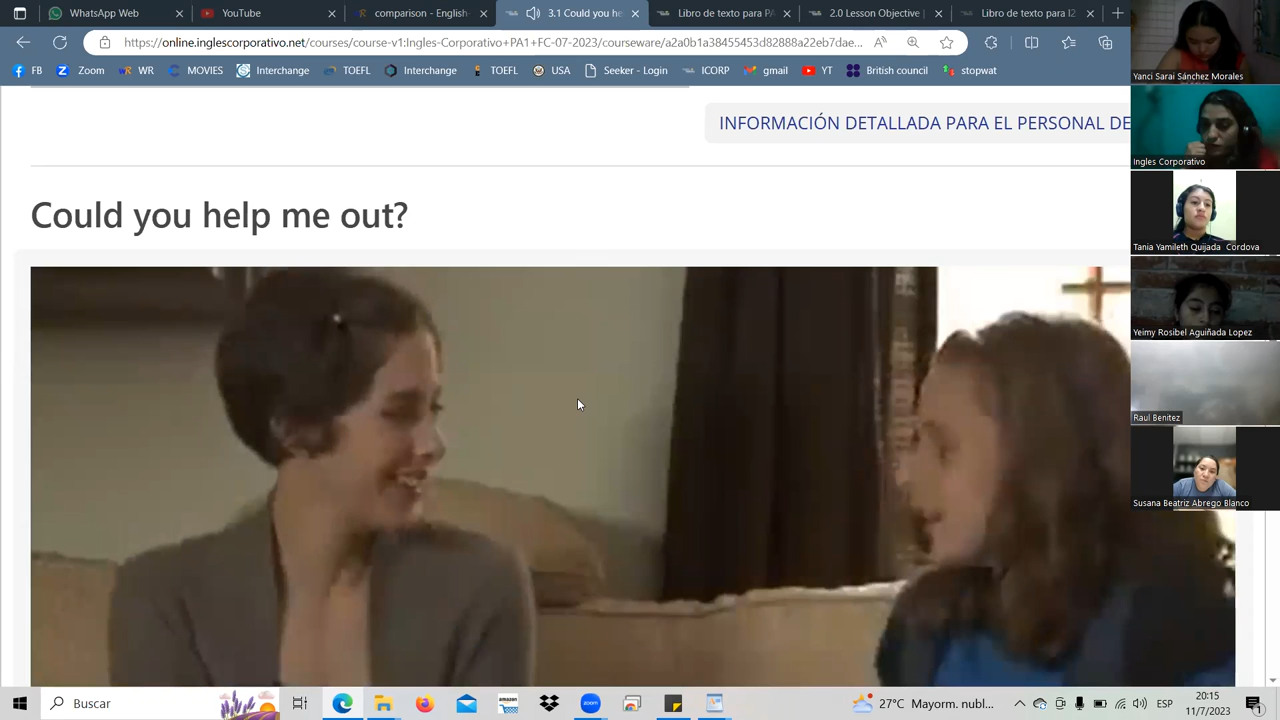 WhatsApp Web
YouTube
comparison - English-
3.1 Could you he
Libro de texto para PA
2.0 Lesson Objective
Libro de texto para I2
https://online.inglescorporativo.net/courses/course-v1:Ingles-Corporativo+PA1+FC-07-2023/courseware/a2a0b1a38455453d82888a22eb7dae...
FB
Zoom
WR
MOVIES
Interchange
TOEFL
Interchange
TOEFL
USA
Seeker - Login
ICORP
gmail
YT
British council
stopwat
INFORMACIÓN DETALLADA PARA EL PERSONAL DE
Could you help me out?
Yanci Sarai Sánchez Morales
Ingles Corporativo
Tania Yamileth Quijada Cordova
Yeimy Rosibel Aguiñada Lopez
Raul Benitez
Susana Beatriz Abrego Blanco
Buscar
27°C Mayorm. nubl...
ESP
20:15
11/7/2023